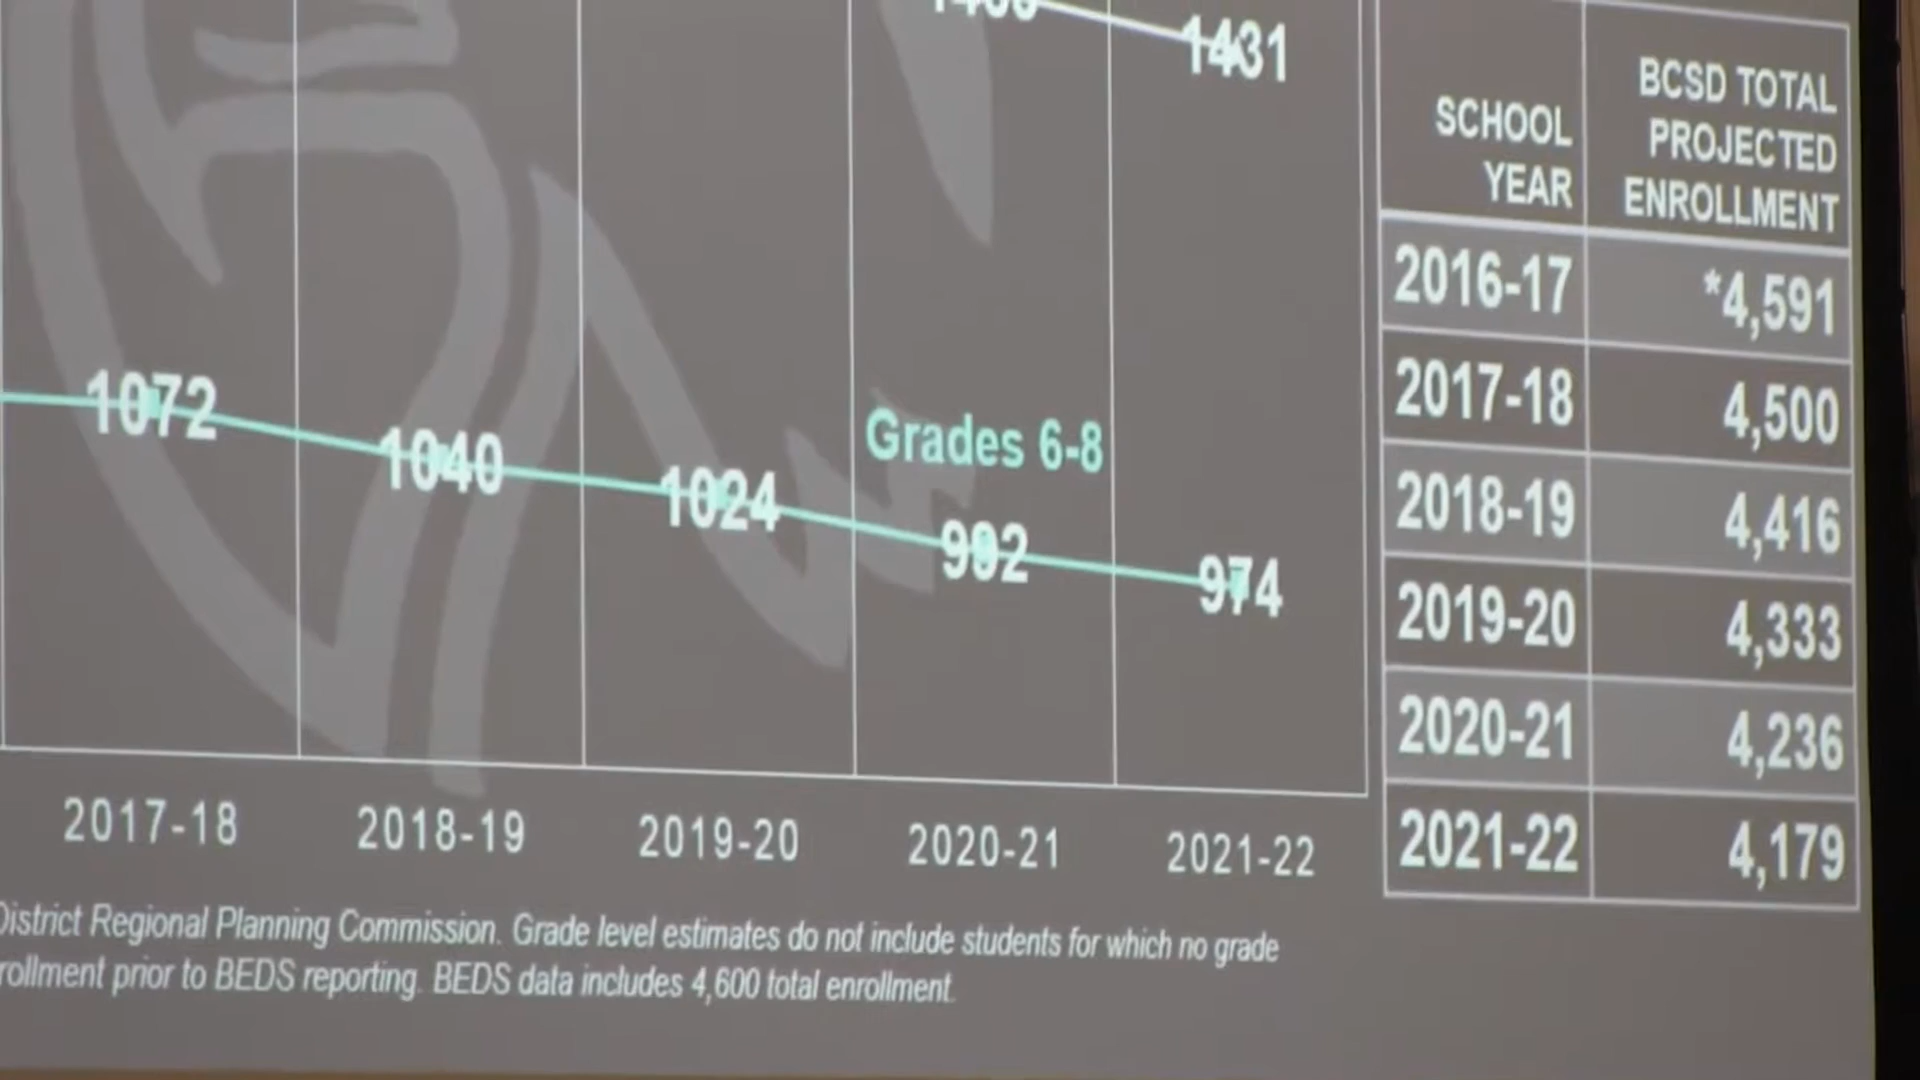 1431
1072
1040
1024
Grades 6-8
992
974
2017-18
2018-19
2019-20
2020-21
2021-22
SCHOOL
YEAR
BCSD TOTAL
PROJECTED
ENROLLMENT
2016-17 *4,591
2017-18 4,500
2018-19 4,416
2019-20 4,333
2020-21 4,236
2021-22 4,179
District Regional Planning Commission. Grade level estimates do not include students for which no grade
rollment prior to BEDS reporting. BEDS data includes 4,600 total enrollment.